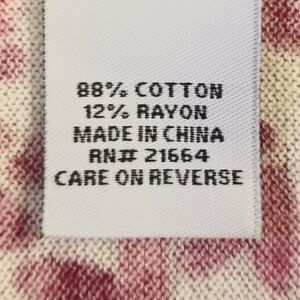 88% COTTON
12% RAYON
MADE IN CHINA
RN# 21664
CARE ON REVERSE